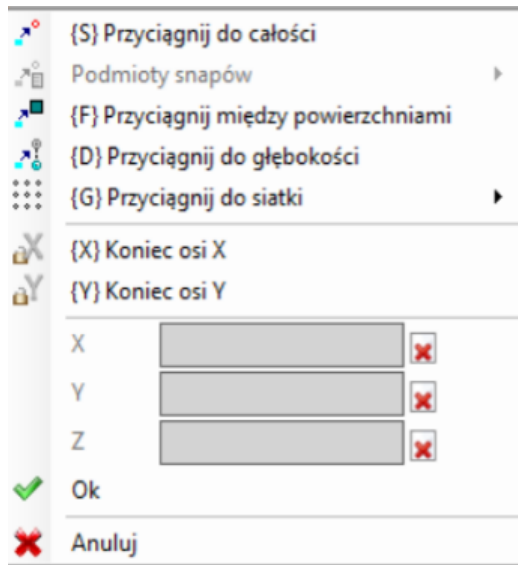 {S} Przyciągnij do całości
Podmioty snapów
{F} Przyciągnij między powierzchniami
{D} Przyciągnij do głębokości
{G} Przyciągnij do siatki
{X} Koniec osi X
{Y} Koniec osi Y
X
Y
Z
Ok
Anuluj